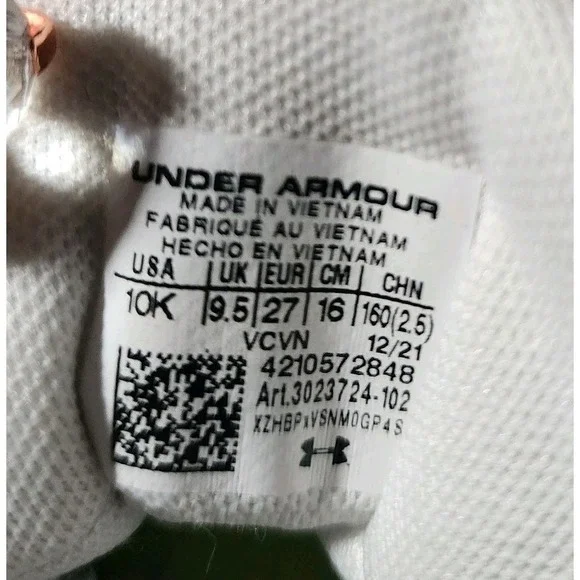 UNDER ARMOUR
MADE IN VIETNAM
FABRIQUÉ AU VIETNAM
HECHO EN VIETNAM
USA UK EUR CM CHN
10K 9.5 27 16 160(2.5)
VCVN 12/21
4210572848
Art.3023724-102
XZHBPxVSNM0GP4S